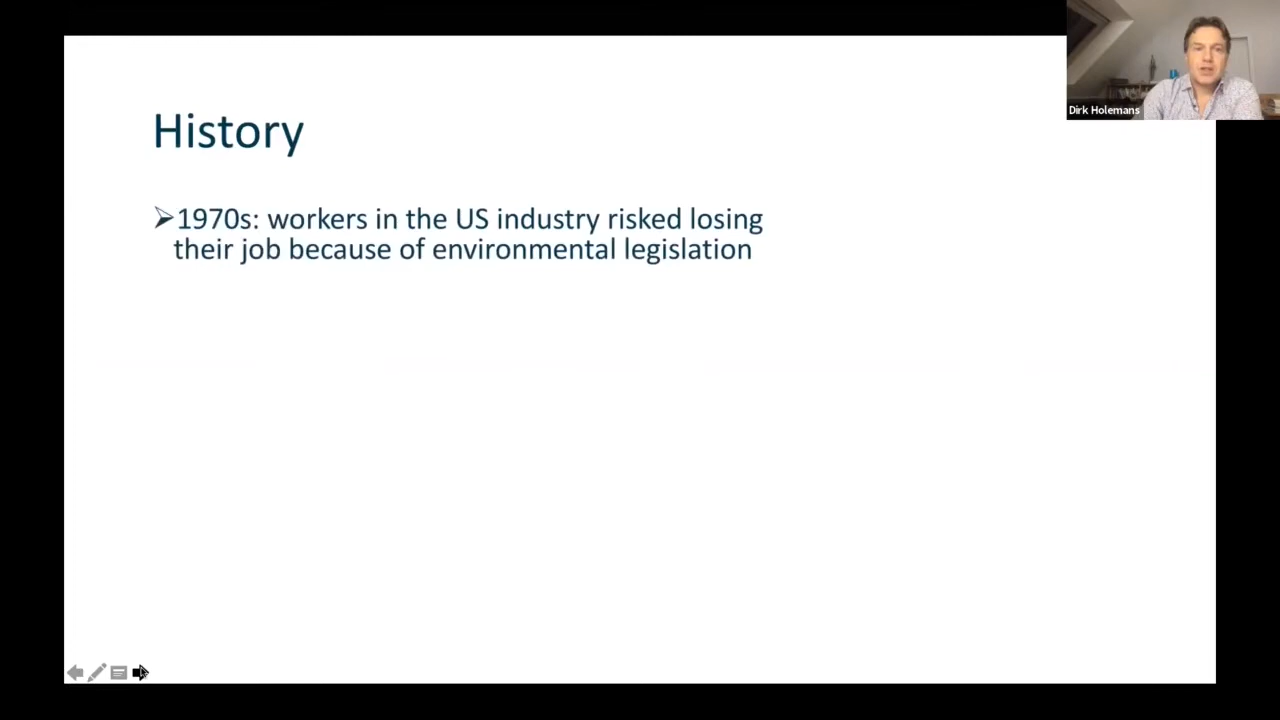 Dirk Holemans
History
➢1970s: workers in the US industry risked losing
their job because of environmental legislation